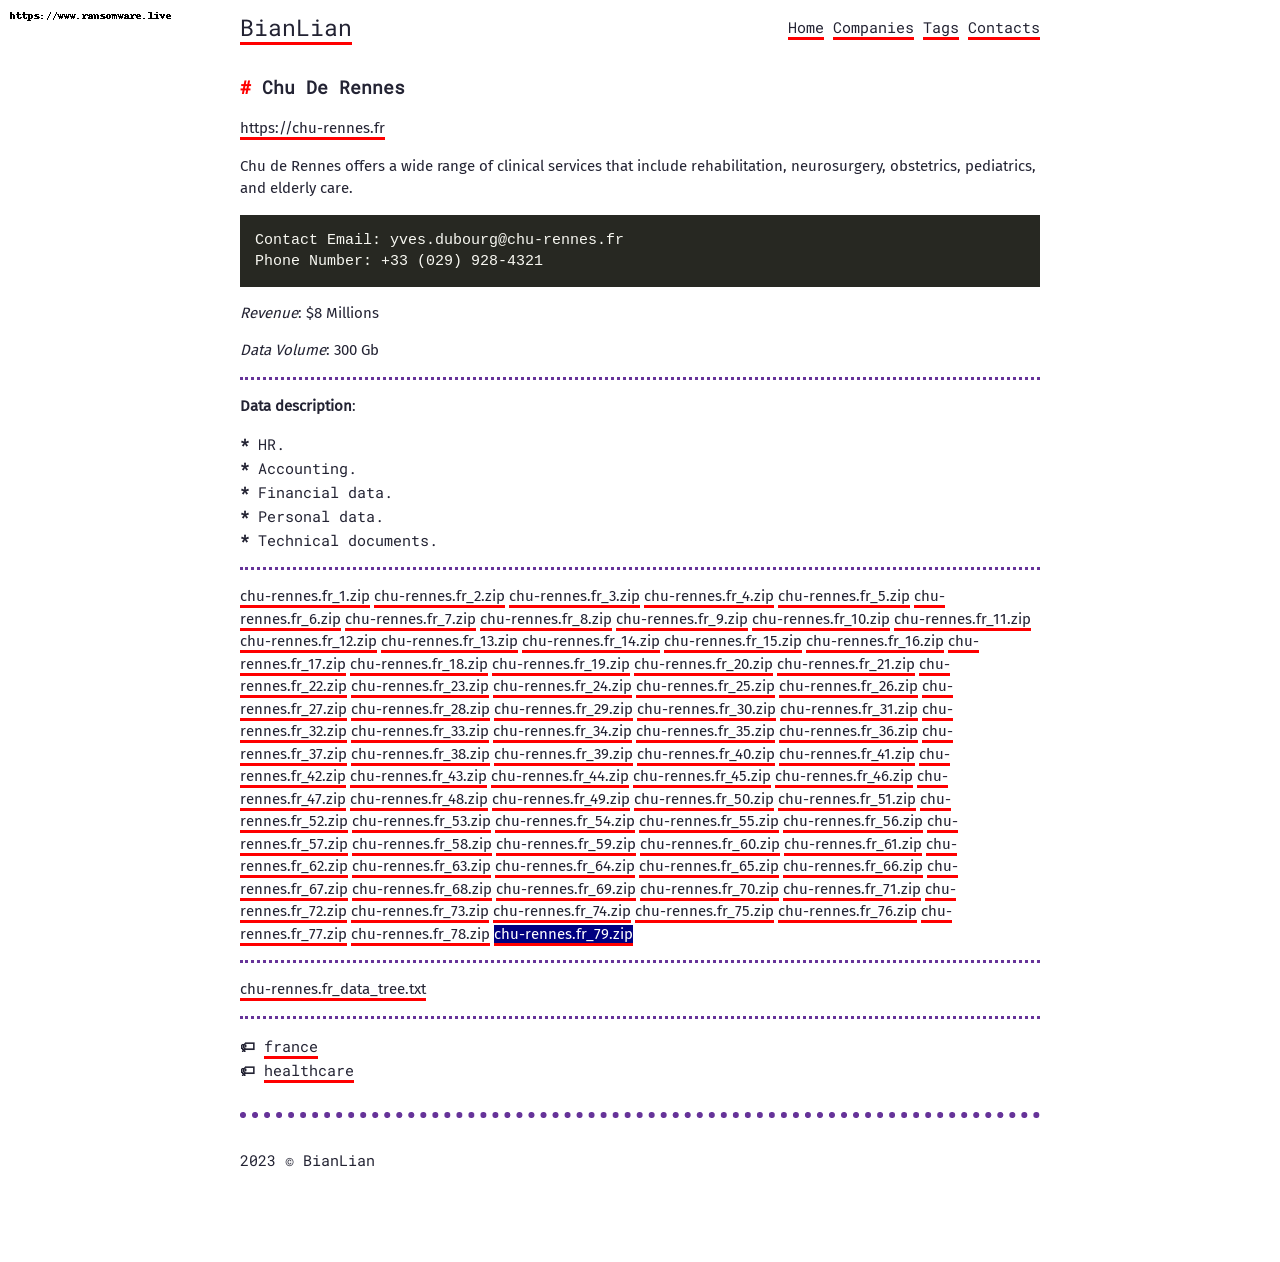 https://www.ransomware.live
BianLian
Home Companies Tags Contacts
# Chu De Rennes
https://chu-rennes.fr
Chu de Rennes offers a wide range of clinical services that include rehabilitation, neurosurgery, obstetrics, pediatrics,
and elderly care.
Contact Email: yves.dubourg@chu-rennes.fr
Phone Number: +33 (029) 928-4321
Revenue: $8 Millions
Data Volume: 300 Gb
Data description:
* HR.
* Accounting.
* Financial data.
* Personal data.
* Technical documents.
chu-rennes.fr_1.zip chu-rennes.fr_2.zip chu-rennes.fr_3.zip chu-rennes.fr_4.zip chu-rennes.fr_5.zip chu-
rennes.fr_6.zip chu-rennes.fr_7.zip chu-rennes.fr_8.zip chu-rennes.fr_9.zip chu-rennes.fr_10.zip chu-rennes.fr_11.zip
chu-rennes.fr_12.zip chu-rennes.fr_13.zip chu-rennes.fr_14.zip chu-rennes.fr_15.zip chu-rennes.fr_16.zip chu-
rennes.fr_17.zip chu-rennes.fr_18.zip chu-rennes.fr_19.zip chu-rennes.fr_20.zip chu-rennes.fr_21.zip chu-
rennes.fr_22.zip chu-rennes.fr_23.zip chu-rennes.fr_24.zip chu-rennes.fr_25.zip chu-rennes.fr_26.zip chu-
rennes.fr_27.zip chu-rennes.fr_28.zip chu-rennes.fr_29.zip chu-rennes.fr_30.zip chu-rennes.fr_31.zip chu-
rennes.fr_32.zip chu-rennes.fr_33.zip chu-rennes.fr_34.zip chu-rennes.fr_35.zip chu-rennes.fr_36.zip chu-
rennes.fr_37.zip chu-rennes.fr_38.zip chu-rennes.fr_39.zip chu-rennes.fr_40.zip chu-rennes.fr_41.zip chu-
rennes.fr_42.zip chu-rennes.fr_43.zip chu-rennes.fr_44.zip chu-rennes.fr_45.zip chu-rennes.fr_46.zip chu-
rennes.fr_47.zip chu-rennes.fr_48.zip chu-rennes.fr_49.zip chu-rennes.fr_50.zip chu-rennes.fr_51.zip chu-
rennes.fr_52.zip chu-rennes.fr_53.zip chu-rennes.fr_54.zip chu-rennes.fr_55.zip chu-rennes.fr_56.zip chu-
rennes.fr_57.zip chu-rennes.fr_58.zip chu-rennes.fr_59.zip chu-rennes.fr_60.zip chu-rennes.fr_61.zip chu-
rennes.fr_62.zip chu-rennes.fr_63.zip chu-rennes.fr_64.zip chu-rennes.fr_65.zip chu-rennes.fr_66.zip chu-
rennes.fr_67.zip chu-rennes.fr_68.zip chu-rennes.fr_69.zip chu-rennes.fr_70.zip chu-rennes.fr_71.zip chu-
rennes.fr_72.zip chu-rennes.fr_73.zip chu-rennes.fr_74.zip chu-rennes.fr_75.zip chu-rennes.fr_76.zip chu-
rennes.fr_77.zip chu-rennes.fr_78.zip chu-rennes.fr_79.zip
chu-rennes.fr_data_tree.txt
france
healthcare
2023 © BianLian